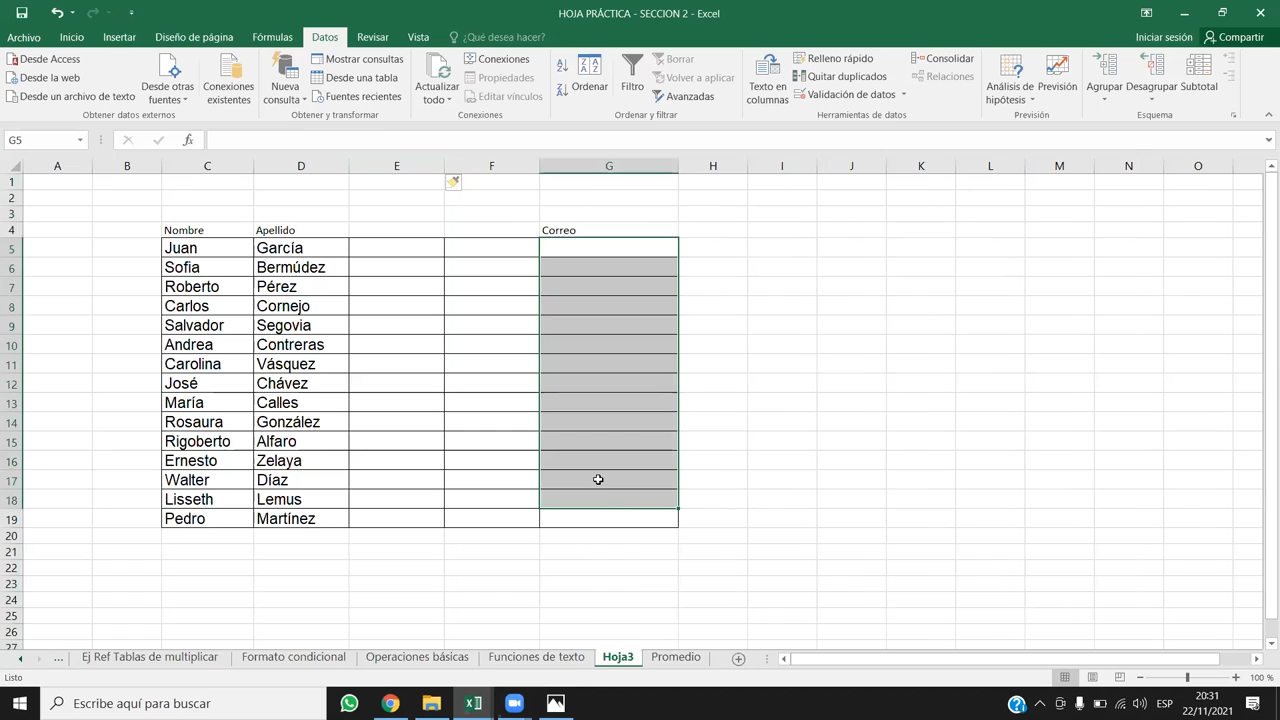 HOJA PRÁCTICA - SECCION 2 - Excel
Archivo Inicio Insertar Diseño de página Fórmulas Datos Revisar Vista ¿Qué desea hacer? Iniciar sesión Compartir
Desde Access
Desde la web
Desde un archivo de texto
Desde otras fuentes
Conexiones existentes
Obtener datos externos
Nueva consulta
Mostrar consultas
Desde una tabla
Fuentes recientes
Obtener y transformar
Actualizar todo
Conexiones
Propiedades
Editar vínculos
Conexiones
Ordenar
Filtro
Borrar
Volver a aplicar
Avanzadas
Ordenar y filtrar
Texto en columnas
Relleno rápido
Quitar duplicados
Validación de datos
Consolidar
Relaciones
Herramientas de datos
Análisis de hipótesis
Previsión
Previsión
Agrupar
Desagrupar
Subtotal
Esquema
G5
fx
A B C D E F G H I J K L M N O
1
2
3
4 Nombre Apellido Correo
5 Juan García
6 Sofia Bermúdez
7 Roberto Pérez
8 Carlos Cornejo
9 Salvador Segovia
10 Andrea Contreras
11 Carolina Vásquez
12 José Chávez
13 María Calles
14 Rosaura González
15 Rigoberto Alfaro
16 Ernesto Zelaya
17 Walter Díaz
18 Lisseth Lemus
19 Pedro Martínez
20
21
22
23
24
25
26
27
... Ej Ref Tablas de multiplicar Formato condicional Operaciones básicas Funciones de texto Hoja3 Promedio
Listo 100 %
Escribe aquí para buscar
ESP
20:31
22/11/2021